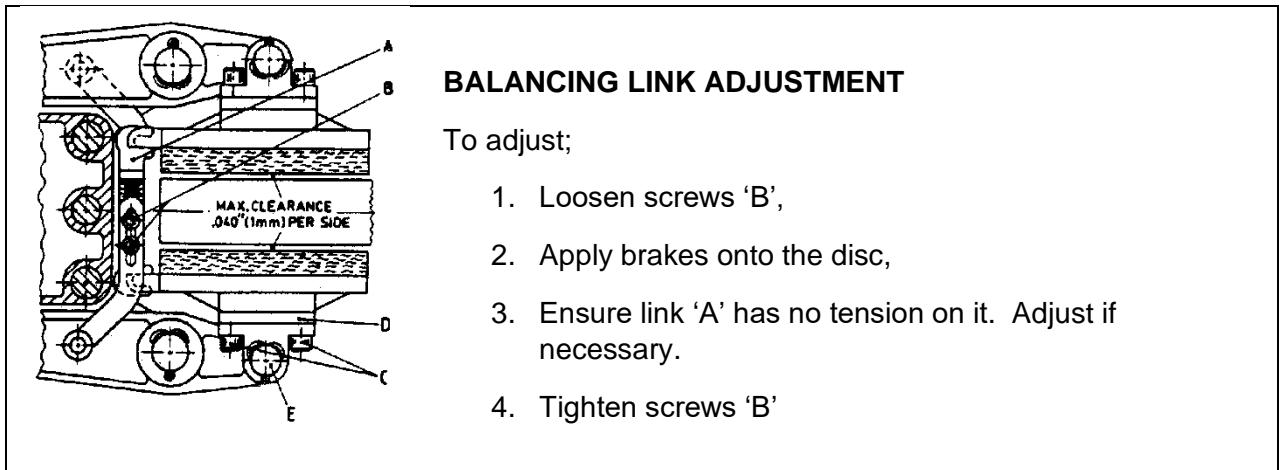 A
B
MAX. CLEARANCE
.040" (1mm) PER SIDE
D
C
E
BALANCING LINK ADJUSTMENT
To adjust;
1. Loosen screws ‘B’,
2. Apply brakes onto the disc,
3. Ensure link ‘A’ has no tension on it.  Adjust if
necessary.
4. Tighten screws ‘B’